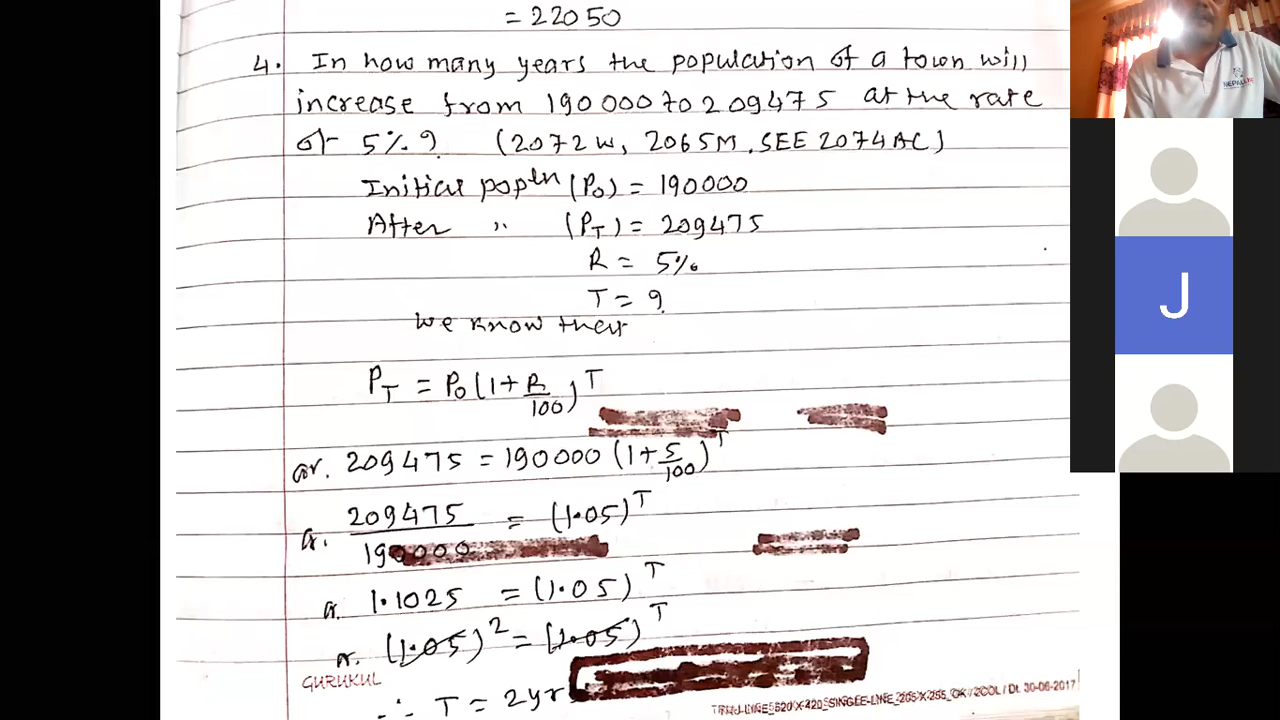 = 22050
4. In how many years the population of a town will
increase from 190000 to 209475 at the rate
of 5%? (2072 W, 2065M, SEE 2074 AC)
Initial popln (P0) = 190000
After " (PT) = 209475
R = 5%
T = ?
We know that
PT = P0(1+R/100)^T
or. 209475 = 190000 (1+5/100)^T
or. 209475/190000 = (1.05)^T
or. 1.1025 = (1.05)^T
or. (1.05)^2 = (1.05)^T
∴ T = 2yr
GURUKUL
J